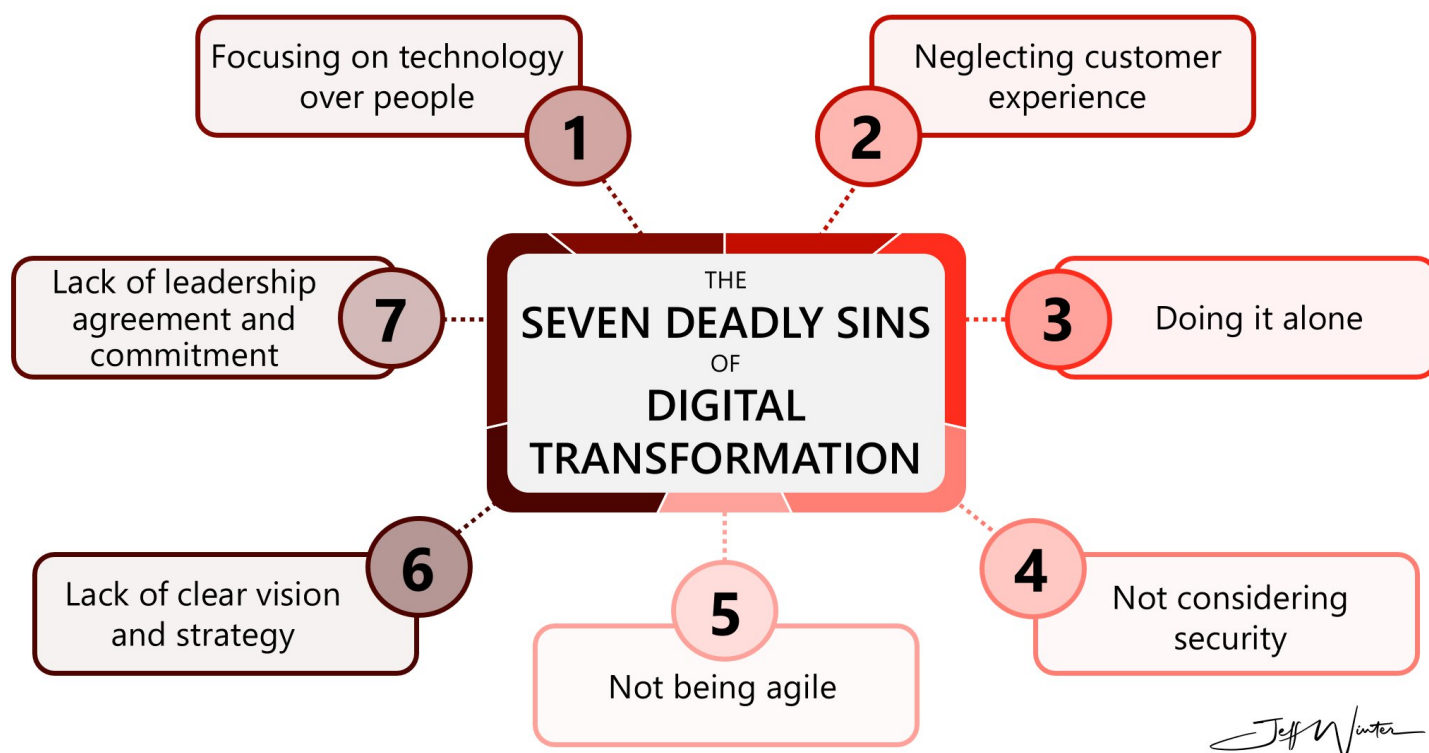 Focusing on technology
over people
1
Neglecting customer
experience
2
THE
SEVEN DEADLY SINS
OF
DIGITAL
TRANSFORMATION
3
Doing it alone
4
Not considering
security
5
Not being agile
6
Lack of clear vision
and strategy
7
Lack of leadership
agreement and
commitment
Jeff Winter